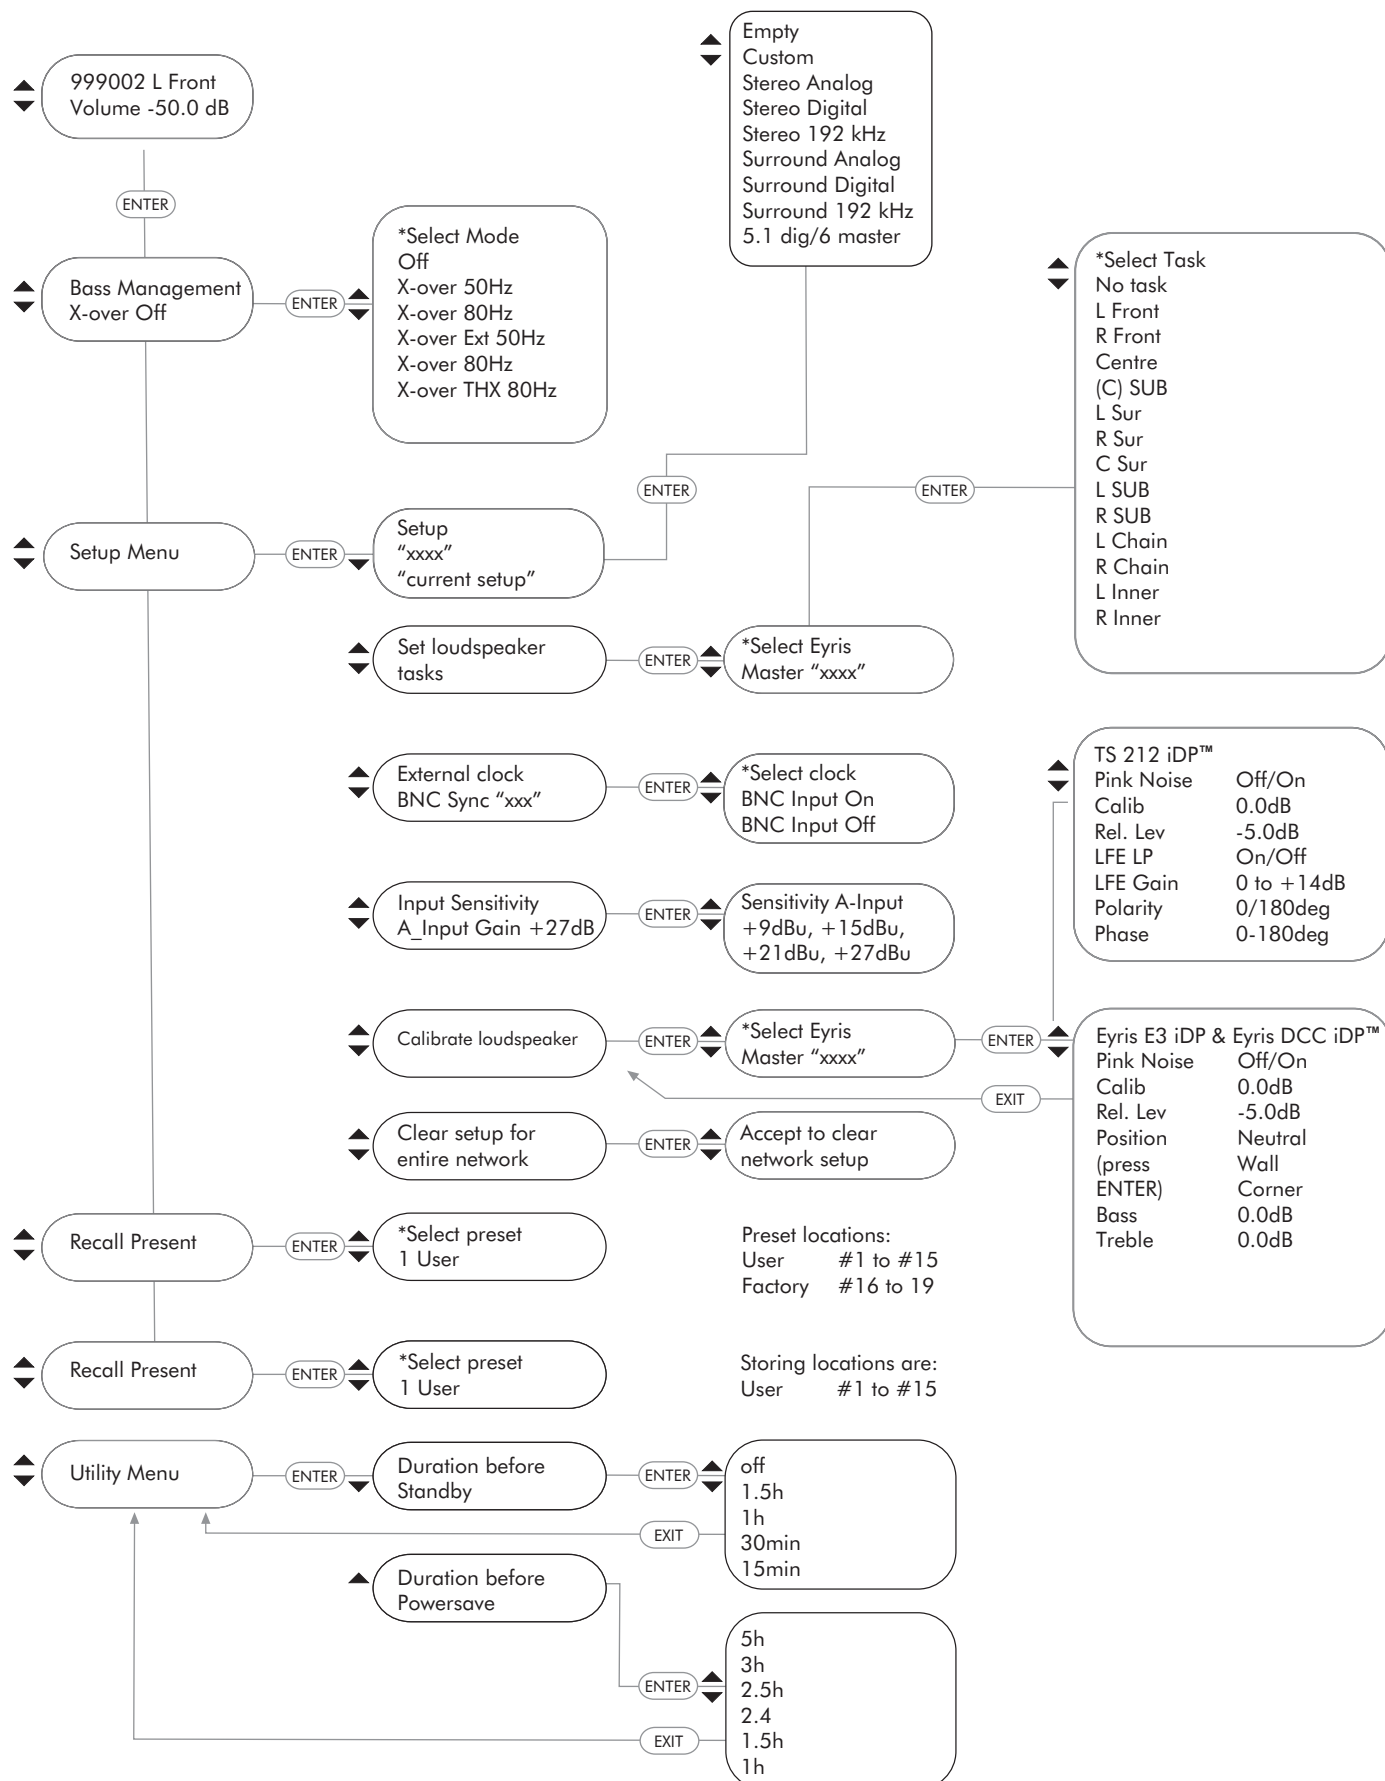 999002 L Front
Volume -50.0 dB
ENTER
Bass Management
X-over Off
ENTER
*Select Mode
Off
X-over 50Hz
X-over 80Hz
X-over Ext 50Hz
X-over 80Hz
X-over THX 80Hz
Empty
Custom
Stereo Analog
Stereo Digital
Stereo 192 kHz
Surround Analog
Surround Digital
Surround 192 kHz
5.1 dig/6 master
ENTER
Setup Menu
ENTER
Setup
“xxxx”
“current setup”
Set loudspeaker
tasks
ENTER
*Select Eyris
Master “xxxx”
ENTER
*Select Task
No task
L Front
R Front
Centre
(C) SUB
L Sur
R Sur
C Sur
L SUB
R SUB
L Chain
R Chain
L Inner
R Inner
External clock
BNC Sync “xxx”
ENTER
*Select clock
BNC Input On
BNC Input Off
Input Sensitivity
A_Input Gain +27dB
ENTER
Sensitivity A-Input
+9dBu, +15dBu,
+21dBu, +27dBu
TS 212 iDP™
Pink Noise Off/On
Calib 0.0dB
Rel. Lev -5.0dB
LFE LP On/Off
LFE Gain 0 to +14dB
Polarity 0/180deg
Phase 0-180deg
Calibrate loudspeaker
ENTER
*Select Eyris
Master “xxxx”
ENTER
EXIT
Eyris E3 iDP & Eyris DCC iDP™
Pink Noise Off/On
Calib 0.0dB
Rel. Lev -5.0dB
Position Neutral
(press Wall
ENTER) Corner
Bass 0.0dB
Treble 0.0dB
Clear setup for
entire network
ENTER
Accept to clear
network setup
Recall Present
ENTER
*Select preset
1 User
Preset locations:
User #1 to #15
Factory #16 to 19
Recall Present
ENTER
*Select preset
1 User
Storing locations are:
User #1 to #15
Utility Menu
ENTER
Duration before
Standby
ENTER
off
1.5h
1h
30min
15min
EXIT
Duration before
Powersave
ENTER
5h
3h
2.5h
2.4
1.5h
1h
EXIT